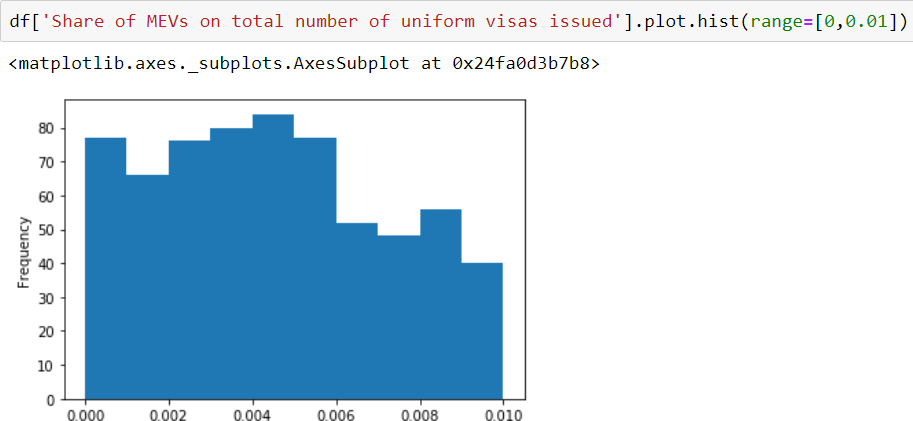 df['Share of MEVs on total number of uniform visas issued'].plot.hist(range=[0,0.01])
<matplotlib.axes._subplots.AxesSubplot at 0x24fa0d3b7b8>
80
70
60
50
40
30
20
10
0
Frequency
0.000 0.002 0.004 0.006 0.008 0.010